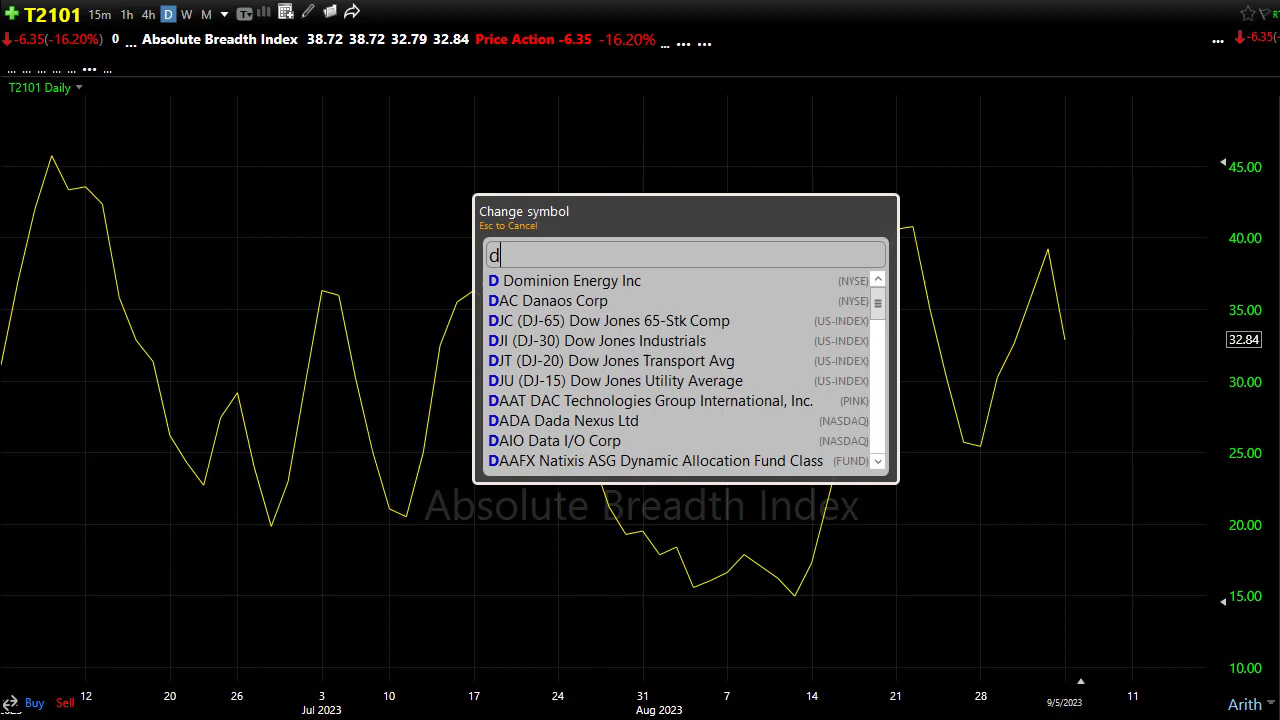 T2101 15m 1h 4h D W M
-6.35(-16.20%) 0 ... Absolute Breadth Index 38.72 38.72 32.79 32.84 Price Action -6.35 -16.20% ... ... ... ... -6.35(-
... ... ... ... ... ... ...
T2101 Daily
Change symbol
Esc to Cancel
d
D Dominion Energy Inc (NYSE)
DAC Danaos Corp (NYSE)
DJC (DJ-65) Dow Jones 65-Stk Comp (US-INDEX)
DJI (DJ-30) Dow Jones Industrials (US-INDEX)
DJT (DJ-20) Dow Jones Transport Avg (US-INDEX)
DJU (DJ-15) Dow Jones Utility Average (US-INDEX)
DAAT DAC Technologies Group International, Inc. (PINK)
DADA Dada Nexus Ltd (NASDAQ)
DAIO Data I/O Corp (NASDAQ)
DAAFX Natixis ASG Dynamic Allocation Fund Class (FUND)
Absolute Breadth Index
45.00
40.00
35.00
32.84
30.00
25.00
20.00
15.00
10.00
12 20 26 3 10 17 24 31 7 14 21 28 9/5/2023 11
Buy Sell
Jul 2023 Aug 2023
Arith